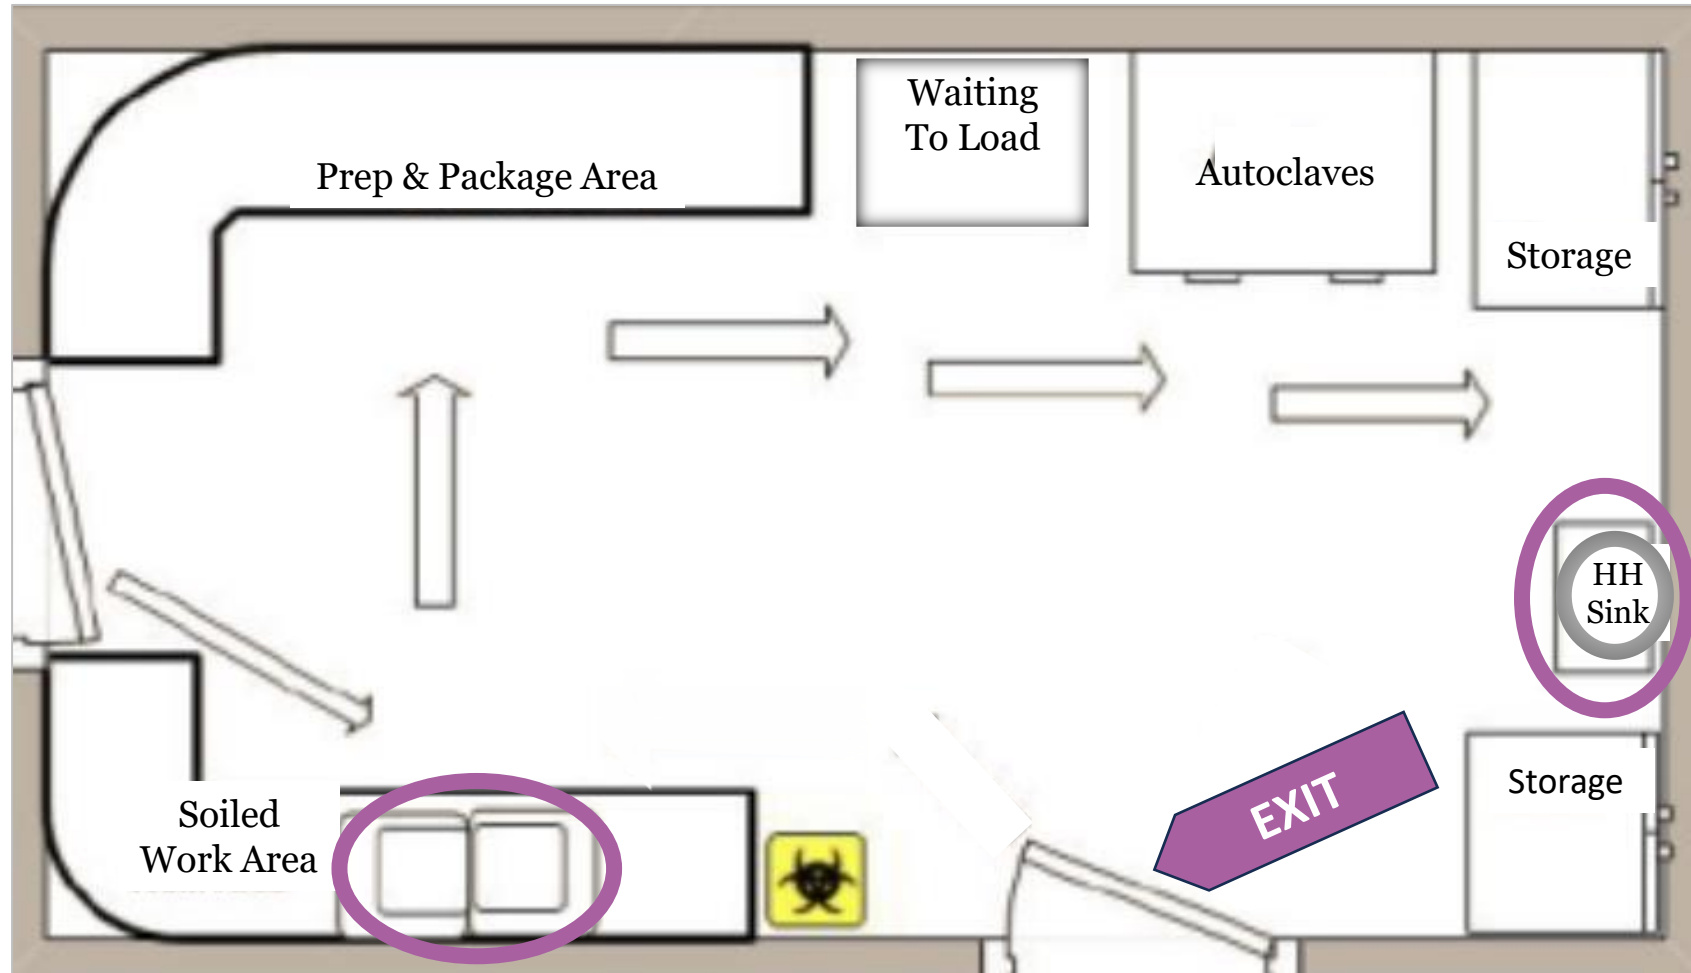 Waiting
To Load
Prep & Package Area
Autoclaves
Storage
HH
Sink
Storage
EXIT
Soiled
Work Area